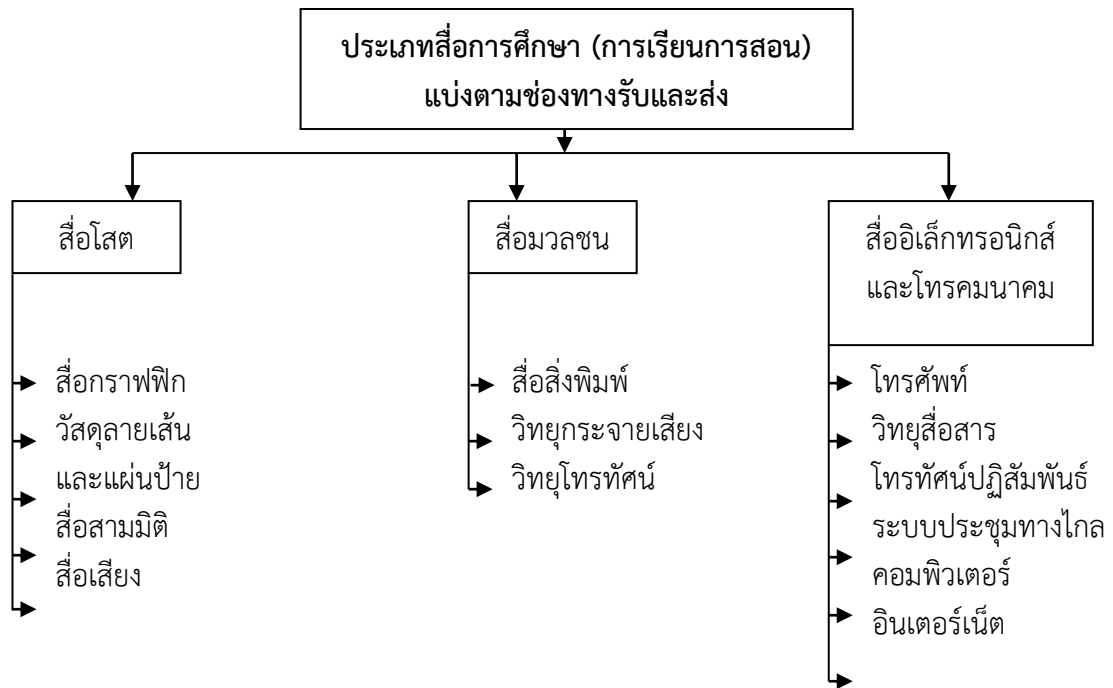 ประเภทสื่อการศึกษา (การเรียนการสอน)
แบ่งตามช่องทางรับและส่ง
สื่อโสต
สื่อกราฟฟิก
วัสดุลายเส้น
และแผ่นป้าย
สื่อสามมิติ
สื่อเสียง
สื่อมวลชน
สื่อสิ่งพิมพ์
วิทยุกระจายเสียง
วิทยุโทรทัศน์
สื่ออิเล็กทรอนิกส์
และโทรคมนาคม
โทรศัพท์
วิทยุสื่อสาร
โทรทัศน์ปฏิสัมพันธ์
ระบบประชุมทางไกล
คอมพิวเตอร์
อินเตอร์เน็ต